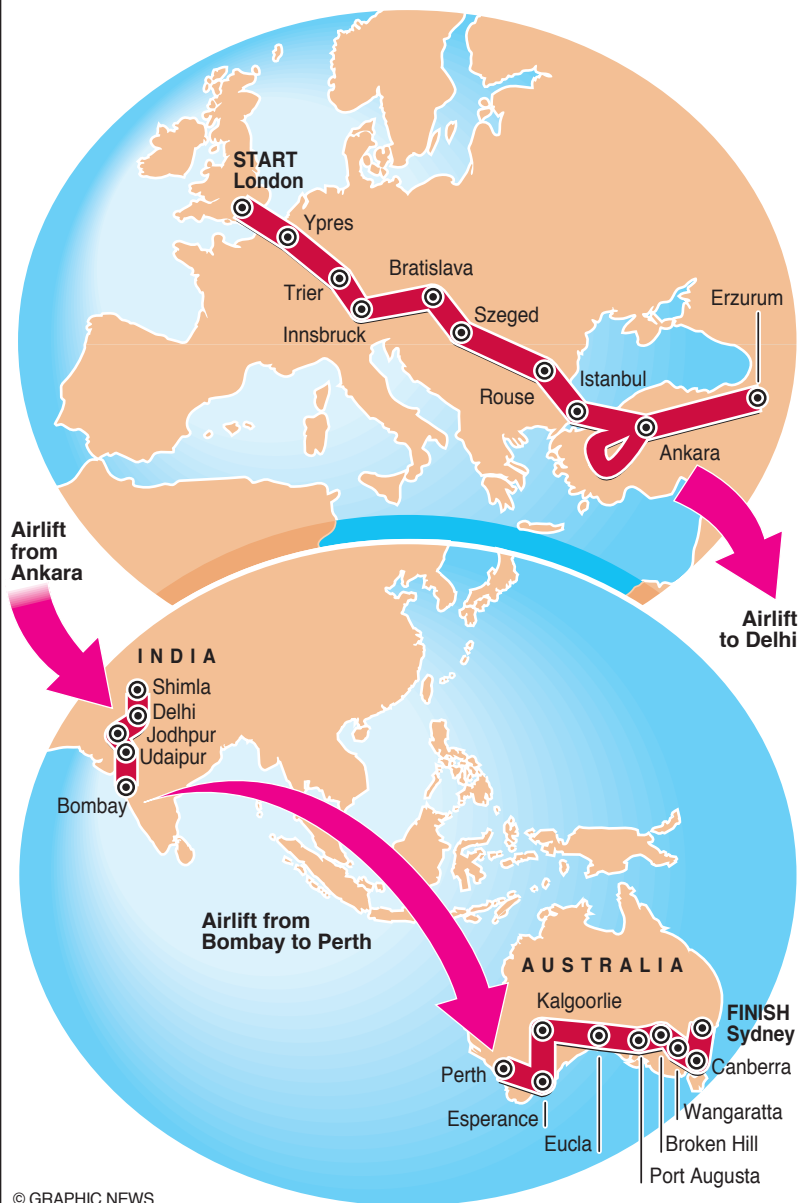 START
London
Ypres
Trier
Innsbruck
Bratislava
Szeged
Rouse
Istanbul
Erzurum
Ankara
Airlift
from
Ankara
Airlift
to Delhi
INDIA
Shimla
Delhi
Jodhpur
Udaipur
Bombay
Airlift from
Bombay to Perth
AUSTRALIA
Kalgoorlie
FINISH
Sydney
Perth
Canberra
Esperance
Wangaratta
Eucla
Broken Hill
Port Augusta
© GRAPHIC NEWS